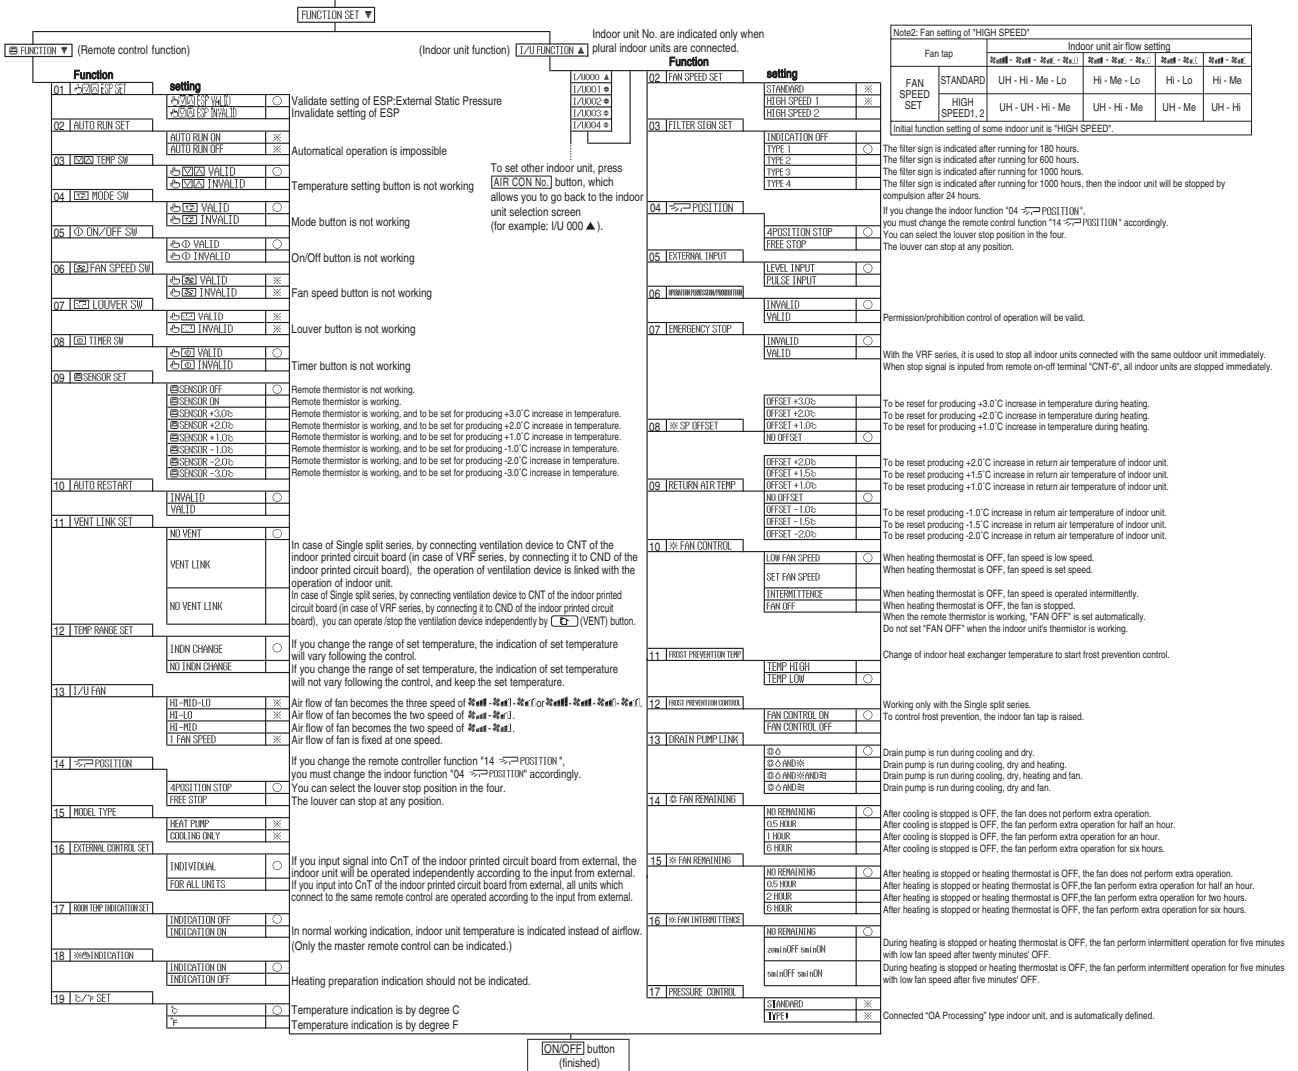 FUNCTION SET ▼
FUNCTION ▼ (Remote control function)
Function
setting
01 ESP SET
ESP VALID ○ Validate setting of ESP:External Static Pressure
ESP INVALID Invalidate setting of ESP
02 AUTO RUN SET
AUTO RUN ON ※
AUTO RUN OFF ※ Automatical operation is impossible
03 TEMP SW
VALID ○
INVALID Temperature setting button is not working
04 MODE SW
VALID ○
INVALID Mode button is not working
05 ON/OFF SW
VALID ○
INVALID On/Off button is not working
06 FAN SPEED SW
VALID ※
INVALID ※ Fan speed button is not working
07 LOUVER SW
VALID ※
INVALID ※ Louver button is not working
08 TIMER SW
VALID ○
INVALID Timer button is not working
09 SENSOR SET
SENSOR OFF ○ Remote thermistor is not working.
SENSOR ON Remote thermistor is working.
SENSOR +3.0℃ Remote thermistor is working, and to be set for producing +3.0°C increase in temperature.
SENSOR +2.0℃ Remote thermistor is working, and to be set for producing +2.0°C increase in temperature.
SENSOR +1.0℃ Remote thermistor is working, and to be set for producing +1.0°C increase in temperature.
SENSOR -1.0℃ Remote thermistor is working, and to be set for producing -1.0°C increase in temperature.
SENSOR -2.0℃ Remote thermistor is working, and to be set for producing -2.0°C increase in temperature.
SENSOR -3.0℃ Remote thermistor is working, and to be set for producing -3.0°C increase in temperature.
10 AUTO RESTART
INVALID ○
VALID
11 VENT LINK SET
NO VENT ○
VENT LINK
In case of Single split series, by connecting ventilation device to CNT of the
indoor printed circuit board (in case of VRF series, by connecting it to CND of the
indoor printed circuit board), the operation of ventilation device is linked with the
operation of indoor unit.
NO VENT LINK
In case of Single split series, by connecting ventilation device to CNT of the indoor printed
circuit board (in case of VRF series, by connecting it to CND of the indoor printed circuit
board), you can operate /stop the ventilation device independently by (VENT) button.
12 TEMP RANGE SET
INDN CHANGE ○
If you change the range of set temperature, the indication of set temperature
will vary following the control.
NO INDN CHANGE
If you change the range of set temperature, the indication of set temperature
will not vary following the control, and keep the set temperature.
13 I/U FAN
HI-MID-LO ※ Air flow of fan becomes the three speed of - - or - - - .
HI-LO ※ Air flow of fan becomes the two speed of - .
HI-MID Air flow of fan becomes the two speed of - .
1 FAN SPEED ※ Air flow of fan is fixed at one speed.
14 POSITION
If you change the remote controller function "14 POSITION",
you must change the indoor function "04 POSITION" accordingly.
4POSITION STOP ○ You can select the louver stop position in the four.
FREE STOP The louver can stop at any position.
15 MODEL TYPE
HEAT PUMP ※
COOLING ONLY ※
16 EXTERNAL CONTROL SET
INDIVIDUAL ○
If you input signal into CnT of the indoor printed circuit board from external, the
indoor unit will be operated independently according to the input from external.
FOR ALL UNITS
If you input into CnT of the indoor printed circuit board from external, all units which
connect to the same remote control are operated according to the input from external.
17 ROOM TEMP INDICATION SET
INDICATION OFF ○
INDICATION ON In normal working indication, indoor unit temperature is indicated instead of airflow.
(Only the master remote control can be indicated.)
18 INDICATION
INDICATION ON ○
INDICATION OFF Heating preparation indication should not be indicated.
19 ℃/℉ SET
℃ ○ Temperature indication is by degree C
℉ Temperature indication is by degree F
(Indoor unit function) I/U FUNCTION ▲
Indoor unit No. are indicated only when
plural indoor units are connected.
I/U000 ▲
I/U001 ⬍
I/U002 ⬍
I/U003 ⬍
I/U004 ⬍
To set other indoor unit, press
AIR CON No. button, which
allows you to go back to the indoor
unit selection screen
(for example: I/U 000 ▲).
Function
setting
02 FAN SPEED SET
STANDARD ※
HIGH SPEED 1 ※
HIGH SPEED 2
03 FILTER SIGN SET
INDICATION OFF
TYPE 1 ○ The filter sign is indicated after running for 180 hours.
TYPE 2 The filter sign is indicated after running for 600 hours.
TYPE 3 The filter sign is indicated after running for 1000 hours.
TYPE 4 The filter sign is indicated after running for 1000 hours, then the indoor unit will be stopped by
compulsion after 24 hours.
04 POSITION
If you change the indoor function "04 POSITION",
you must change the remote control function "14 POSITION" accordingly.
4POSITION STOP ○ You can select the louver stop position in the four.
FREE STOP The louver can stop at any position.
05 EXTERNAL INPUT
LEVEL INPUT ○
PULSE INPUT
06 OPERATION PERMISSION/PROHIBITION
INVALID ○
VALID Permission/prohibition control of operation will be valid.
07 EMERGENCY STOP
INVALID ○
VALID With the VRF series, it is used to stop all indoor units connected with the same outdoor unit immediately.
When stop signal is inputed from remote on-off terminal "CNT-6", all indoor units are stopped immediately.
08 SP OFFSET
OFFSET +3.0℃ To be reset for producing +3.0°C increase in temperature during heating.
OFFSET +2.0℃ To be reset for producing +2.0°C increase in temperature during heating.
OFFSET +1.0℃ To be reset for producing +1.0°C increase in temperature during heating.
NO OFFSET ○
09 RETURN AIR TEMP
OFFSET +2.0℃ To be reset producing +2.0°C increase in return air temperature of indoor unit.
OFFSET +1.5℃ To be reset producing +1.5°C increase in return air temperature of indoor unit.
OFFSET +1.0℃ To be reset producing +1.0°C increase in return air temperature of indoor unit.
NO OFFSET ○
OFFSET -1.0℃ To be reset producing -1.0°C increase in return air temperature of indoor unit.
OFFSET -1.5℃ To be reset producing -1.5°C increase in return air temperature of indoor unit.
OFFSET -2.0℃ To be reset producing -2.0°C increase in return air temperature of indoor unit.
10 FAN CONTROL
LOW FAN SPEED ○ When heating thermostat is OFF, fan speed is low speed.
SET FAN SPEED When heating thermostat is OFF, fan speed is set speed.
INTERMITTENCE When heating thermostat is OFF, fan speed is operated intermittently.
FAN OFF When heating thermostat is OFF, the fan is stopped.
When the remote thermistor is working, "FAN OFF" is set automatically.
Do not set "FAN OFF" when the indoor unit's thermistor is working.
11 FROST PREVENTION TEMP Change of indoor heat exchanger temperature to start frost prevention control.
TEMP HIGH
TEMP LOW ○
12 FROST PREVENTION CONTROL Working only with the Single split series.
FAN CONTROL ON ○ To control frost prevention, the indoor fan tap is raised.
FAN CONTROL OFF
13 DRAIN PUMP LINK
○ Drain pump is run during cooling and dry.
AND Drain pump is run during cooling, dry and heating.
AND AND Drain pump is run during cooling, dry, heating and fan.
AND Drain pump is run during cooling, dry and fan.
14 FAN REMAINING
NO REMAINING ○ After cooling is stopped is OFF, the fan does not perform extra operation.
0.5 HOUR After cooling is stopped is OFF, the fan perform extra operation for half an hour.
1 HOUR After cooling is stopped is OFF, the fan perform extra operation for an hour.
6 HOUR After cooling is stopped is OFF, the fan perform extra operation for six hours.
15 FAN REMAINING
NO REMAINING ○ After heating is stopped or heating thermostat is OFF, the fan does not perform extra operation.
0.5 HOUR After heating is stopped or heating thermostat is OFF,the fan perform extra operation for half an hour.
2 HOUR After heating is stopped or heating thermostat is OFF,the fan perform extra operation for two hours.
6 HOUR After heating is stopped or heating thermostat is OFF, the fan perform extra operation for six hours.
16 FAN INTERMITTENCE
NO REMAINING ○
20minOFF 5minON
During heating is stopped or heating thermostat is OFF, the fan perform intermittent operation for five minutes
with low fan speed after twenty minutes' OFF.
5minOFF 5minON
During heating is stopped or heating thermostat is OFF, the fan perform intermittent operation for five minutes
with low fan speed after five minutes' OFF.
17 PRESSURE CONTROL
STANDARD ※
TYPE1 ※ Connected "OA Processing" type indoor unit, and is automatically defined.
Note2: Fan setting of "HIGH SPEED"
Fan tap Indoor unit air flow setting
FAN SPEED SET
STANDARD UH - Hi - Me - Lo Hi - Me - Lo Hi - Lo Hi - Me
HIGH SPEED1, 2 UH - UH - Hi - Me UH - Hi - Me UH - Me UH - Hi
Initial function setting of some indoor unit is "HIGH SPEED".
ON/OFF button
(finished)